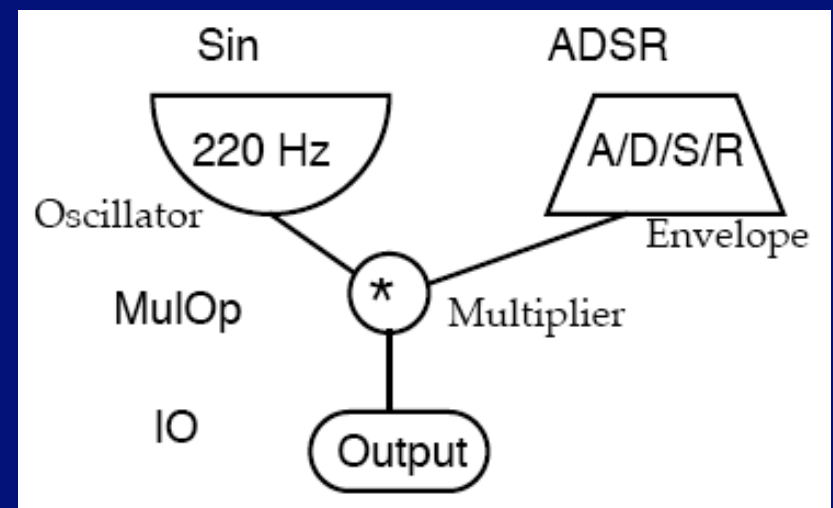 Sin
ADSR
220 Hz
A/D/S/R
Oscillator
Envelope
MulOp
*
Multiplier
IO
Output